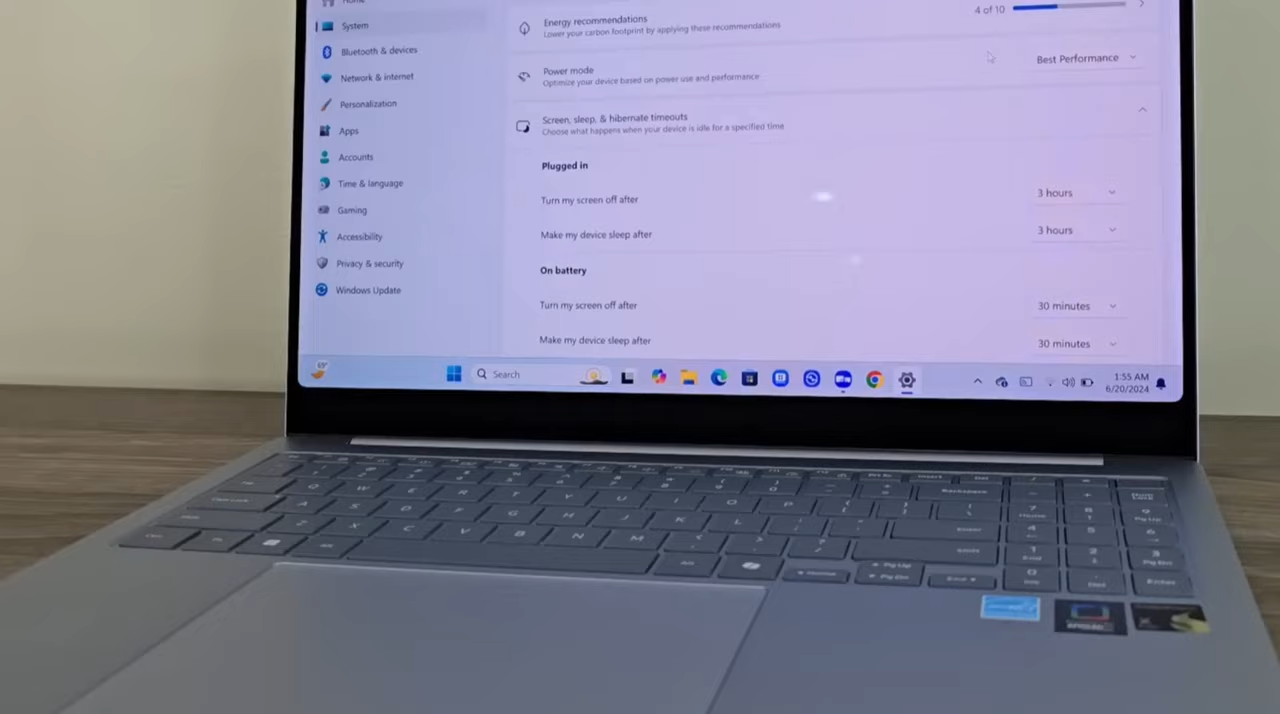 Home
System
Bluetooth & devices
Network & internet
Personalization
Apps
Accounts
Time & language
Gaming
Accessibility
Privacy & security
Windows Update
Energy recommendations
Lower your carbon footprint by applying these recommendations
4 of 10
Power mode
Optimize your device based on power use and performance
Best Performance
Screen, sleep, & hibernate timeouts
Choose what happens when your device is idle for a specified time
Plugged in
Turn my screen off after
3 hours
Make my device sleep after
3 hours
On battery
Turn my screen off after
30 minutes
Make my device sleep after
30 minutes
69°
Search
1:55 AM
6/20/2024
Backspace
Q W E R T Y U I O P
A S D F G H J K L
Z X C V B N M